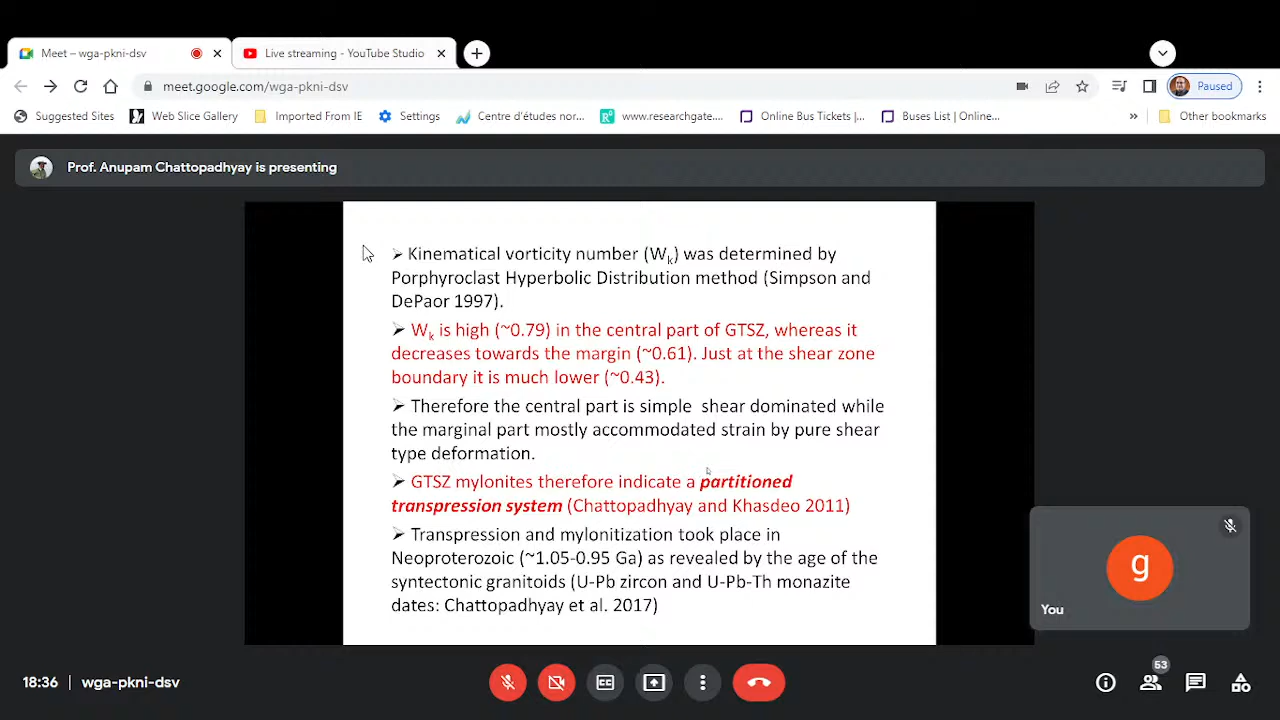 Meet – wga-pkni-dsv
Live streaming - YouTube Studio
meet.google.com/wga-pkni-dsv
Paused
Suggested Sites
Web Slice Gallery
Imported From IE
Settings
Centre d'études nor...
www.researchgate....
Online Bus Tickets |...
Buses List | Online...
»
Other bookmarks
Prof. Anupam Chattopadhyay is presenting
➢ Kinematical vorticity number (Wk) was determined by
Porphyroclast Hyperbolic Distribution method (Simpson and
DePaor 1997).
➢ Wk is high (~0.79) in the central part of GTSZ, whereas it
decreases towards the margin (~0.61). Just at the shear zone
boundary it is much lower (~0.43).
➢ Therefore the central part is simple shear dominated while
the marginal part mostly accommodated strain by pure shear
type deformation.
➢ GTSZ mylonites therefore indicate a partitioned
transpression system (Chattopadhyay and Khasdeo 2011)
➢ Transpression and mylonitization took place in
Neoproterozoic (~1.05-0.95 Ga) as revealed by the age of the
syntectonic granitoids (U-Pb zircon and U-Pb-Th monazite
dates: Chattopadhyay et al. 2017)
g
You
18:36 | wga-pkni-dsv
CC
53